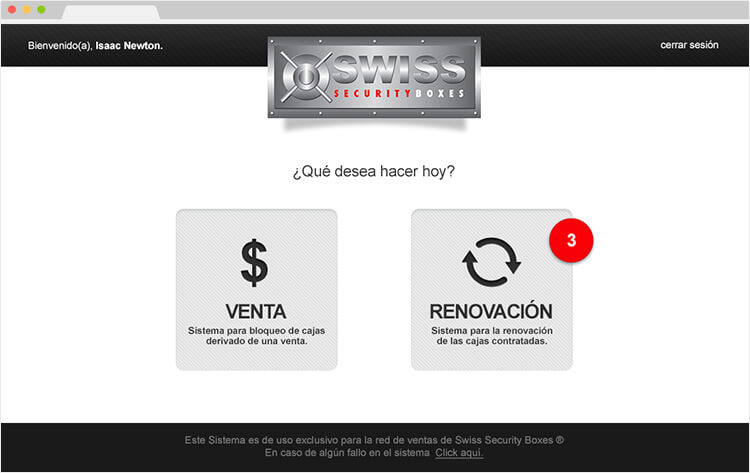 Bienvenido(a), Isaac Newton.
cerrar sesión
SWISS
SECURITYBOXES
¿Qué desea hacer hoy?
$
VENTA
Sistema para bloqueo de cajas
derivado de una venta.
3
RENOVACIÓN
Sistema para la renovación
de las cajas contratadas.
Este Sistema es de uso exclusivo para la red de ventas de Swiss Security Boxes ®
En caso de algún fallo en el sistema Click aquí.